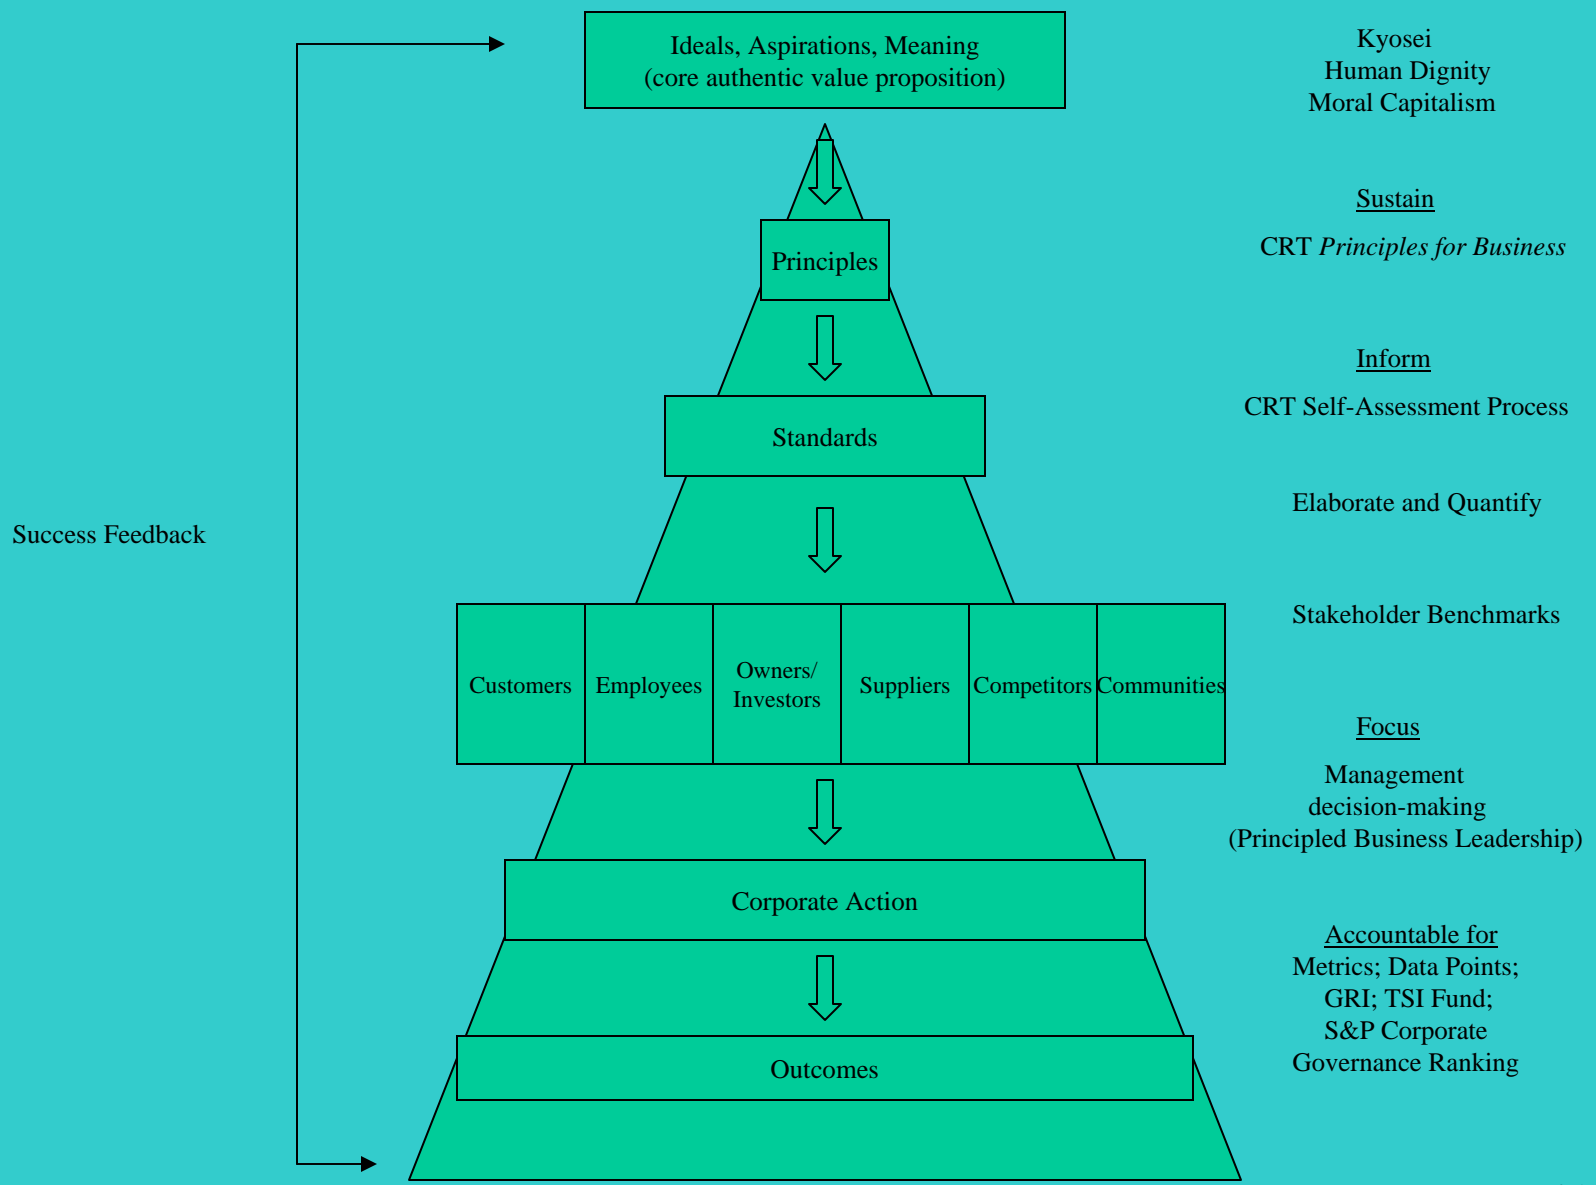 Ideals, Aspirations, Meaning
(core authentic value proposition)
Kyosei
Human Dignity
Moral Capitalism
Principles
Sustain
CRT Principles for Business
Standards
Inform
CRT Self-Assessment Process
Success Feedback
Elaborate and Quantify
Customers
Employees
Owners/
Investors
Suppliers
Competitors
Communities
Stakeholder Benchmarks
Focus
Management
decision-making
(Principled Business Leadership)
Corporate Action
Accountable for
Metrics; Data Points;
GRI; TSI Fund;
S&P Corporate
Governance Ranking
Outcomes